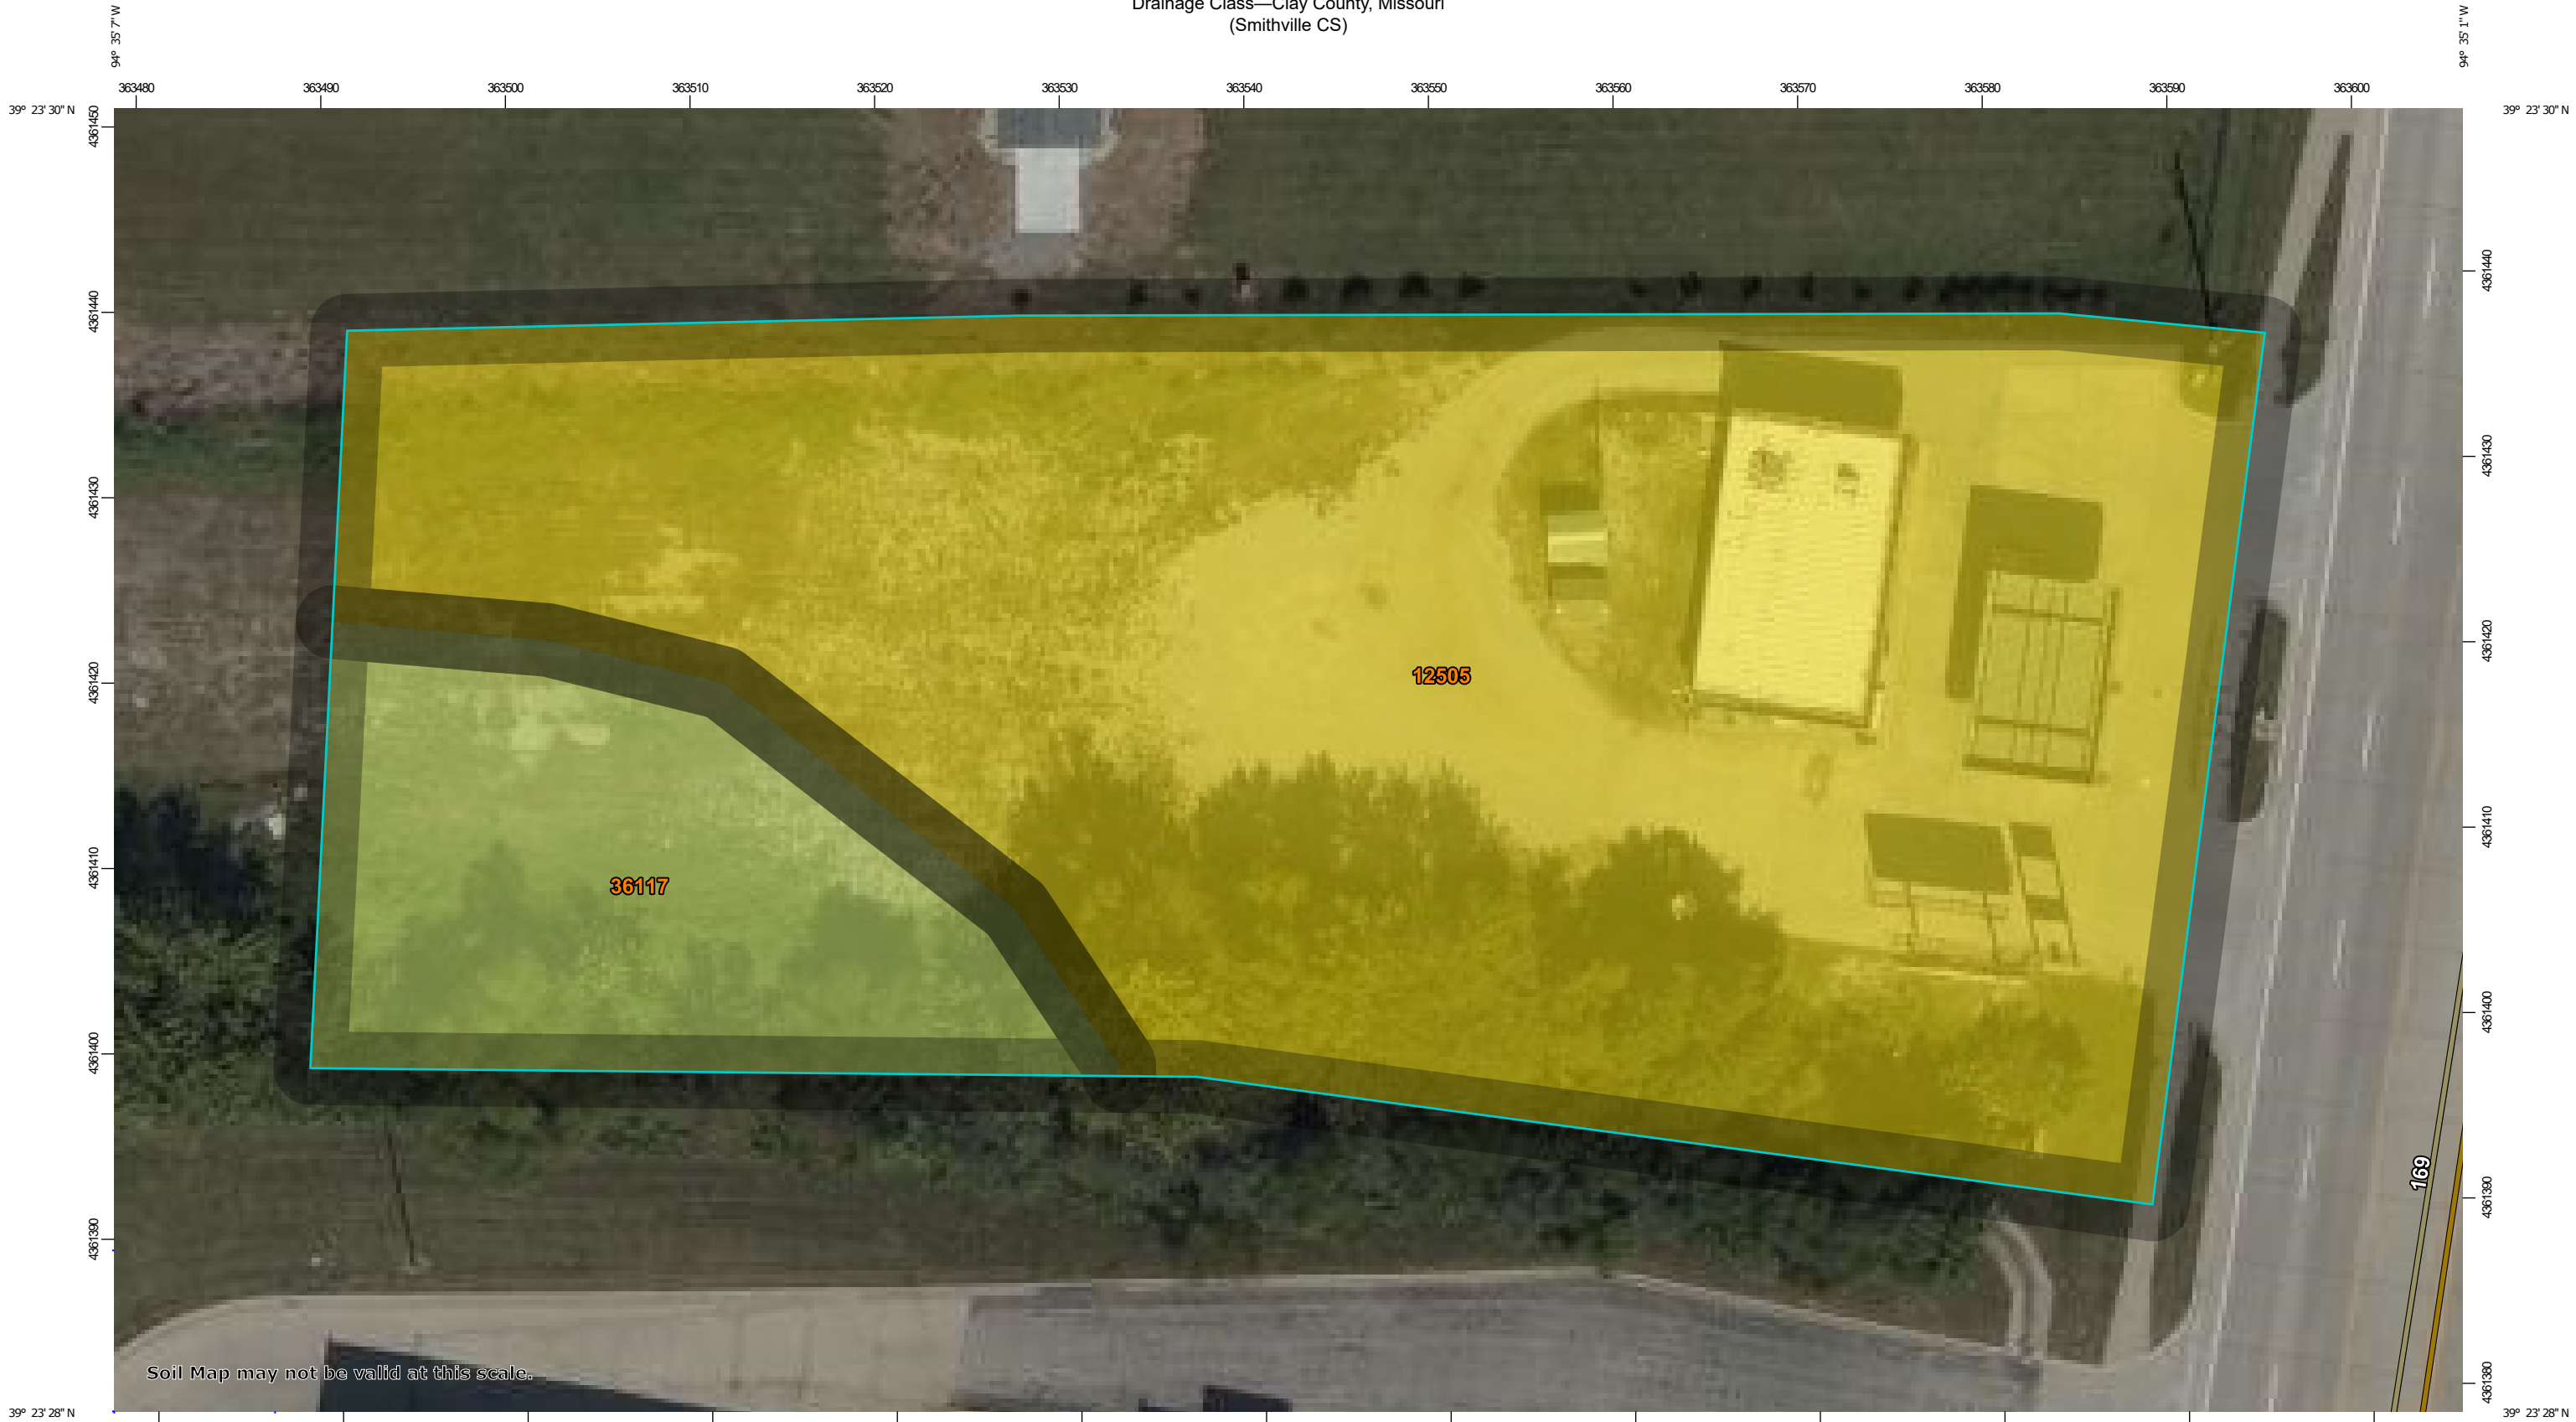 Drainage Class—Clay County, Missouri
(Smithville CS)
94° 35' 7" W
94° 35' 1" W
363480 363490 363500 363510 363520 363530 363540 363550 363560 363570 363580 363590 363600
39° 23' 30" N
39° 23' 30" N
4361450
4361440
4361440
4361430
4361430
4361420
4361420
12505
4361410
4361410
36117
4361400
4361400
169
4361390
4361390
Soil Map may not be valid at this scale.
4361380
39° 23' 28" N
39° 23' 28" N